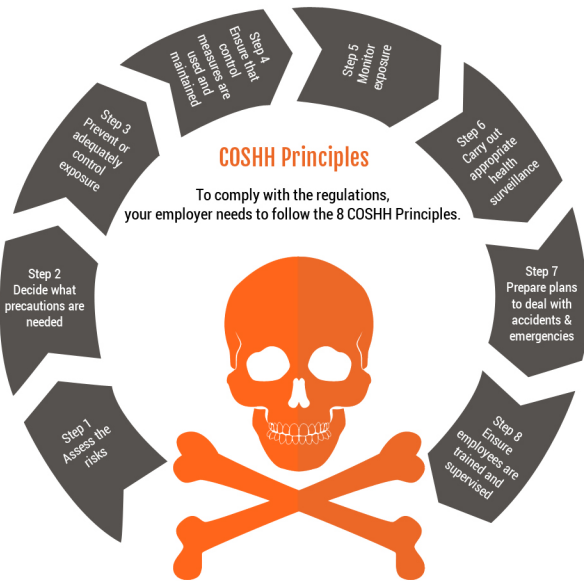 COSHH Principles
To comply with the regulations,
your employer needs to follow the 8 COSHH Principles.
Step 1
Assess the
risks
Step 2
Decide what
precautions are
needed
Step 3
Prevent or
adequately
control
exposure
Step 4
Ensure that
control
measures are
used and
maintained
Step 5
Monitor
exposure
Step 6
Carry out
appropriate
health
surveillance
Step 7
Prepare plans
to deal with
accidents &
emergencies
Step 8
Ensure
employees are
trained and
supervised